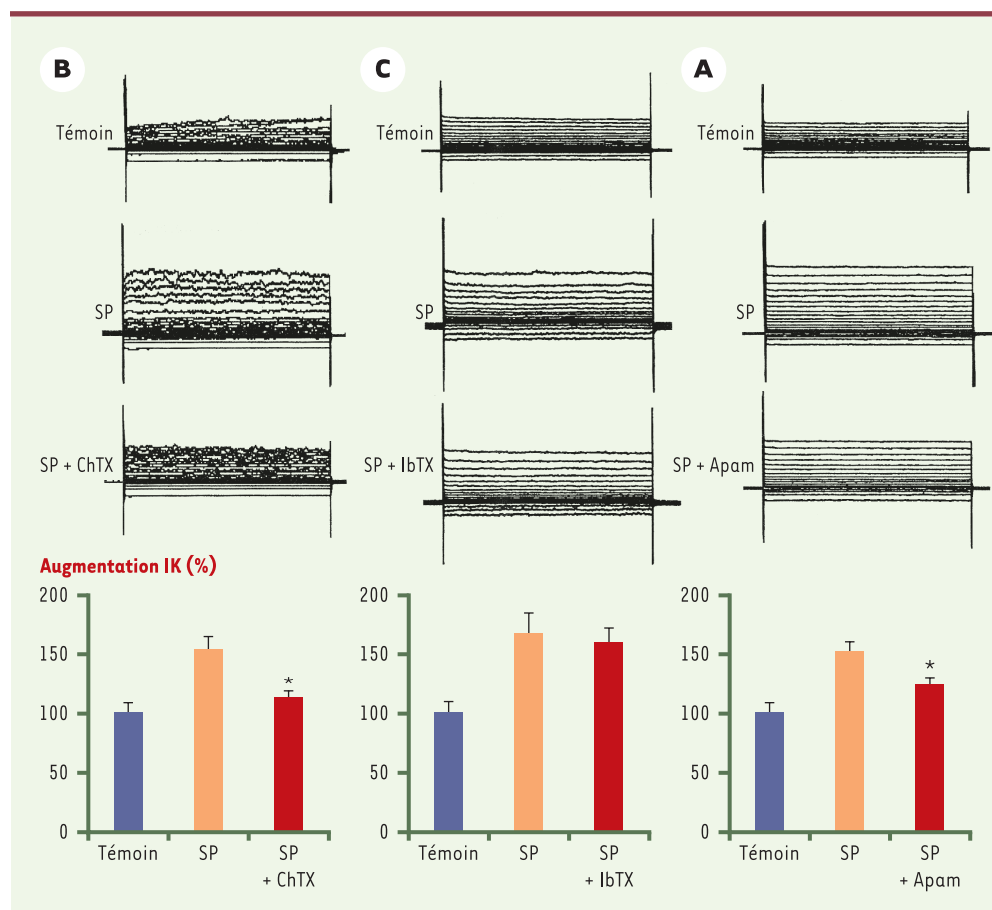 B
C
A
Témoin
Témoin
Témoin
SP
SP
SP
SP + ChTX
SP + IbTX
SP + Apam
Augmentation IK (%)
200
150
100
50
0
Témoin
SP
SP
+ ChTX
*
200
150
100
50
0
Témoin
SP
SP
+ IbTX
200
150
100
50
0
Témoin
SP
SP
+ Apam
*